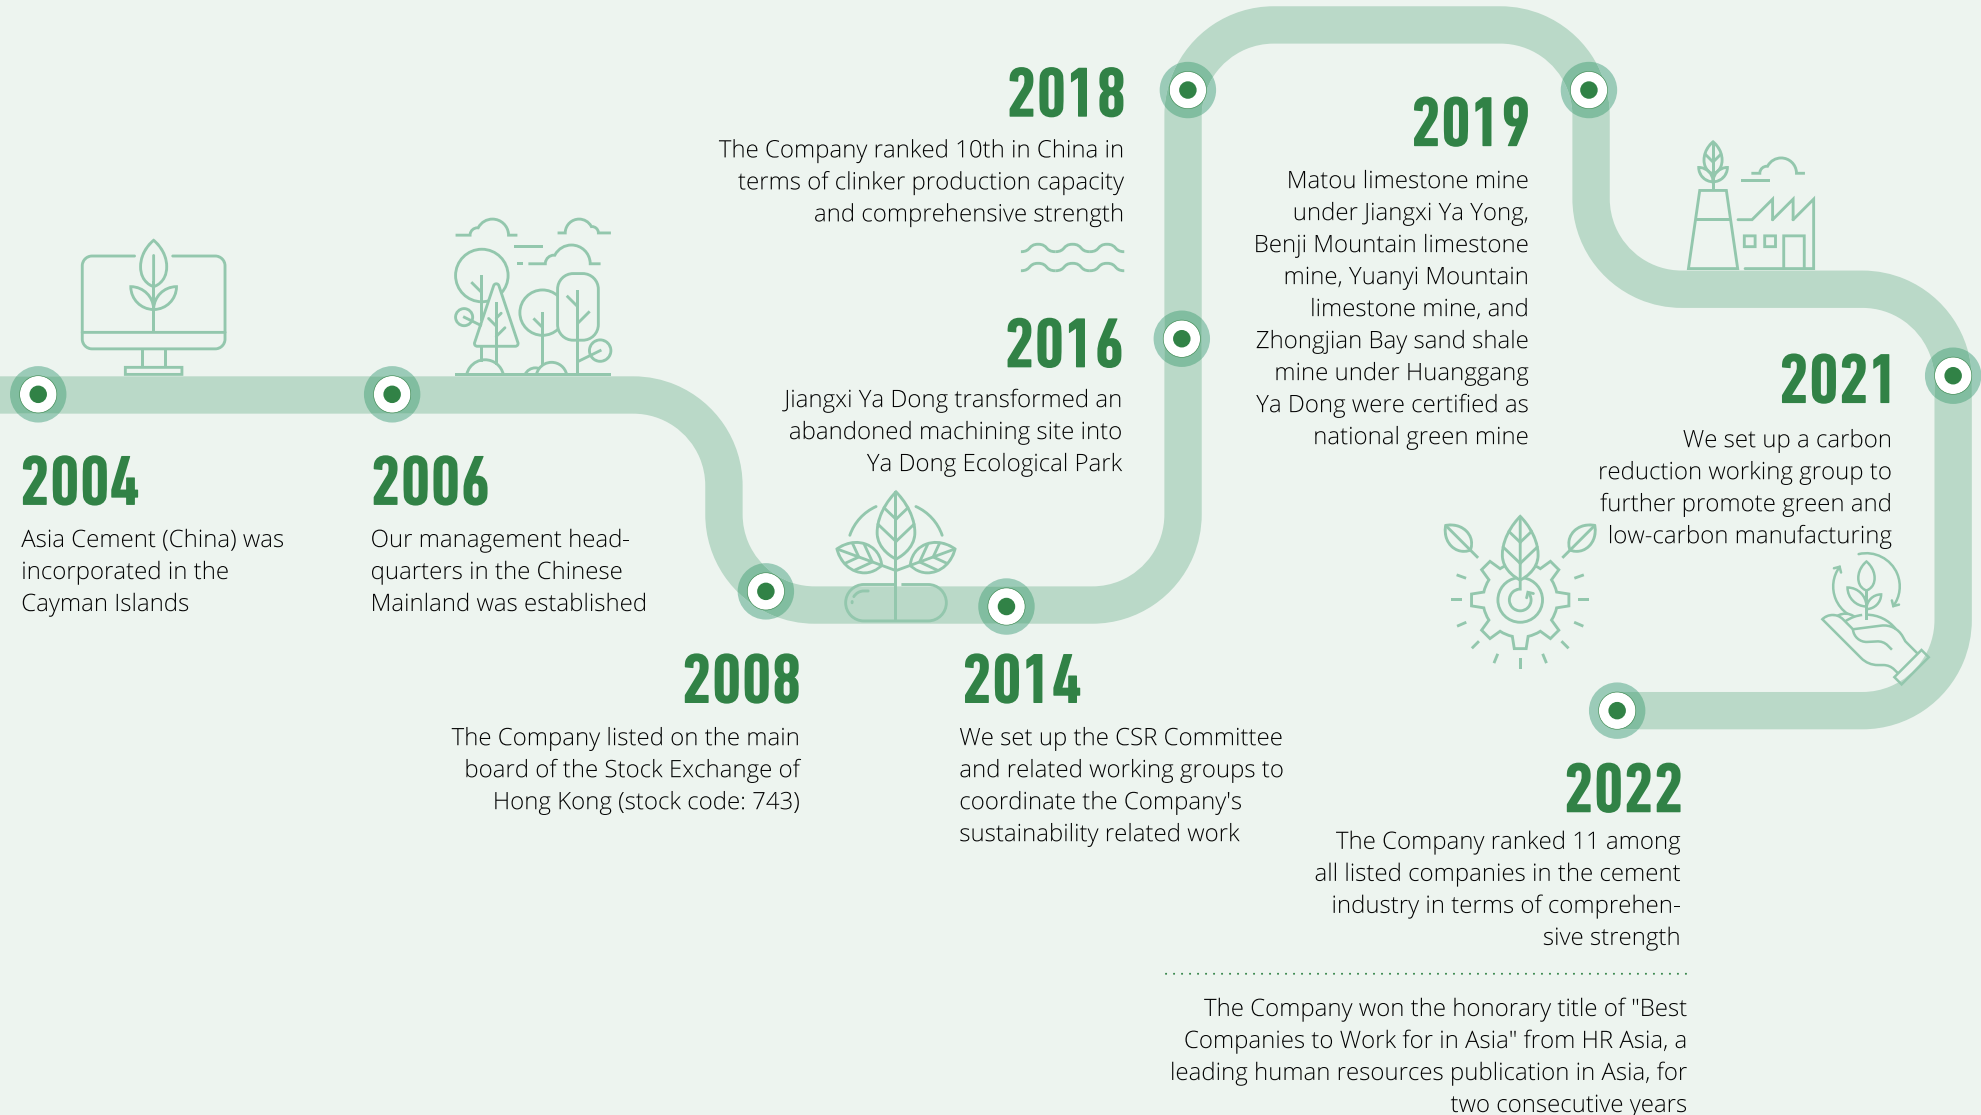 2004
Asia Cement (China) was
incorporated in the
Cayman Islands
2006
Our management head-
quarters in the Chinese
Mainland was established
2008
The Company listed on the main
board of the Stock Exchange of
Hong Kong (stock code: 743)
2014
We set up the CSR Committee
and related working groups to
coordinate the Company's
sustainability related work
2016
Jiangxi Ya Dong transformed an
abandoned machining site into
Ya Dong Ecological Park
2018
The Company ranked 10th in China in
terms of clinker production capacity
and comprehensive strength
2019
Matou limestone mine
under Jiangxi Ya Yong,
Benji Mountain limestone
mine, Yuanyi Mountain
limestone mine, and
Zhongjian Bay sand shale
mine under Huanggang
Ya Dong were certified as
national green mine
2021
We set up a carbon
reduction working group to
further promote green and
low-carbon manufacturing
2022
The Company ranked 11 among
all listed companies in the cement
industry in terms of comprehen-
sive strength
The Company won the honorary title of "Best
Companies to Work for in Asia" from HR Asia, a
leading human resources publication in Asia, for
two consecutive years